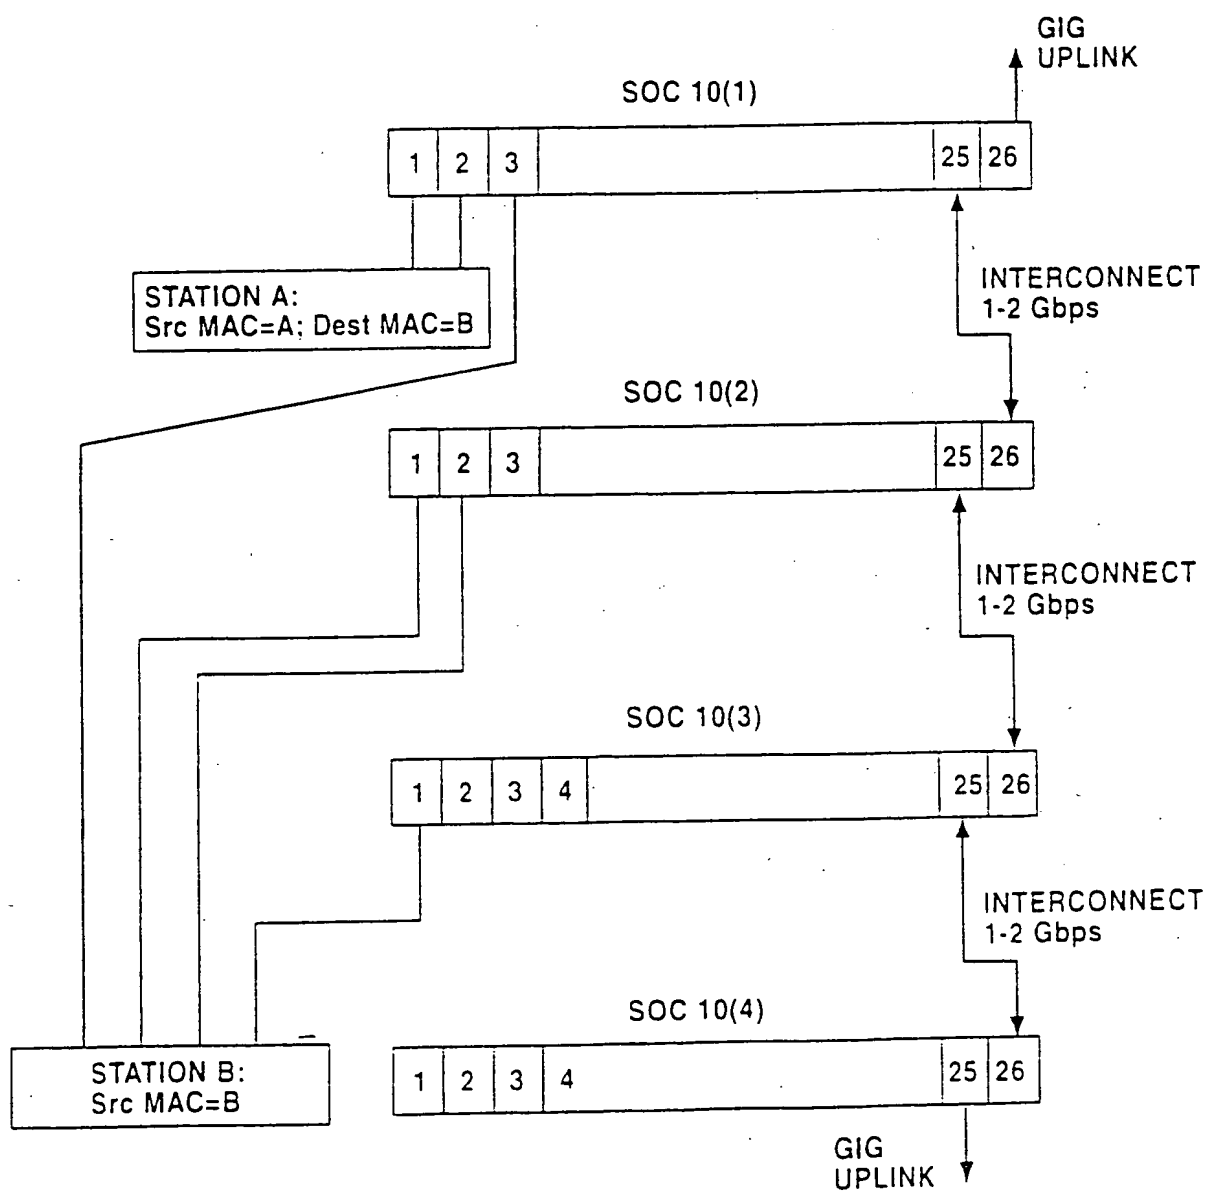 GIG
UPLINK
SOC 10(1)
1 2 3 25 26
STATION A:
Src MAC=A; Dest MAC=B
INTERCONNECT
1-2 Gbps
SOC 10(2)
1 2 3 25 26
INTERCONNECT
1-2 Gbps
SOC 10(3)
1 2 3 4 25 26
INTERCONNECT
1-2 Gbps
SOC 10(4)
STATION B:
Src MAC=B
1 2 3 4 25 26
GIG
UPLINK